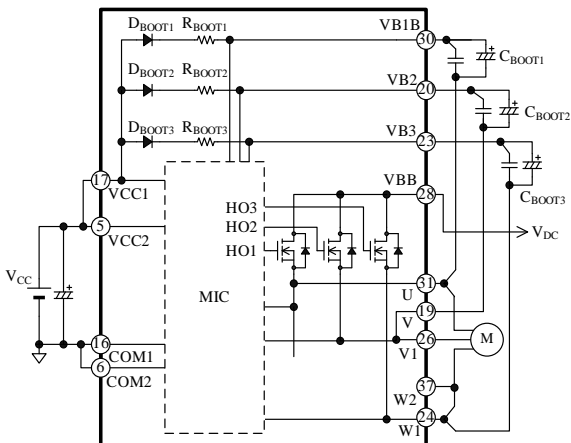 DBOOT1 RBOOT1 VB1B 30
CBOOT1
DBOOT2 RBOOT2 VB2 20
CBOOT2
DBOOT3 RBOOT3 VB3 23
CBOOT3
17 VCC1
VBB 28
VDC
5 VCC2
HO3
HO2
HO1
VCC
MIC
31 U
19 V
26 V1
M
16 COM1
6 COM2
37 W2
24 W1